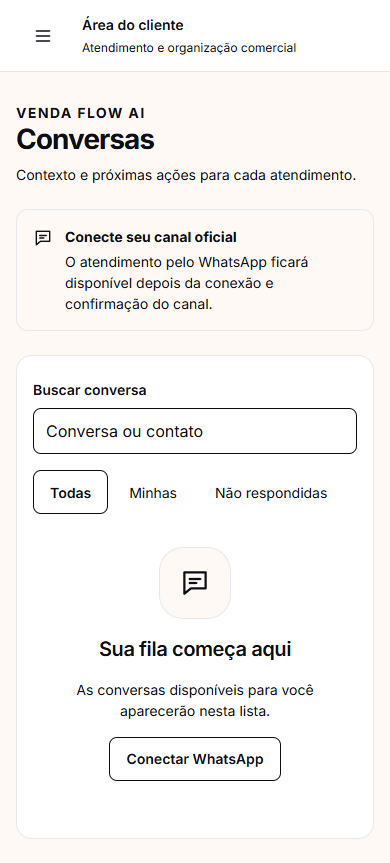 Área do cliente
Atendimento e organização comercial
VENDA FLOW AI
Conversas
Contexto e próximas ações para cada atendimento.
Conecte seu canal oficial
O atendimento pelo WhatsApp ficará
disponível depois da conexão e
confirmação do canal.
Buscar conversa
Conversa ou contato
Todas Minhas Não respondidas
Sua fila começa aqui
As conversas disponíveis para você
aparecerão nesta lista.
Conectar WhatsApp